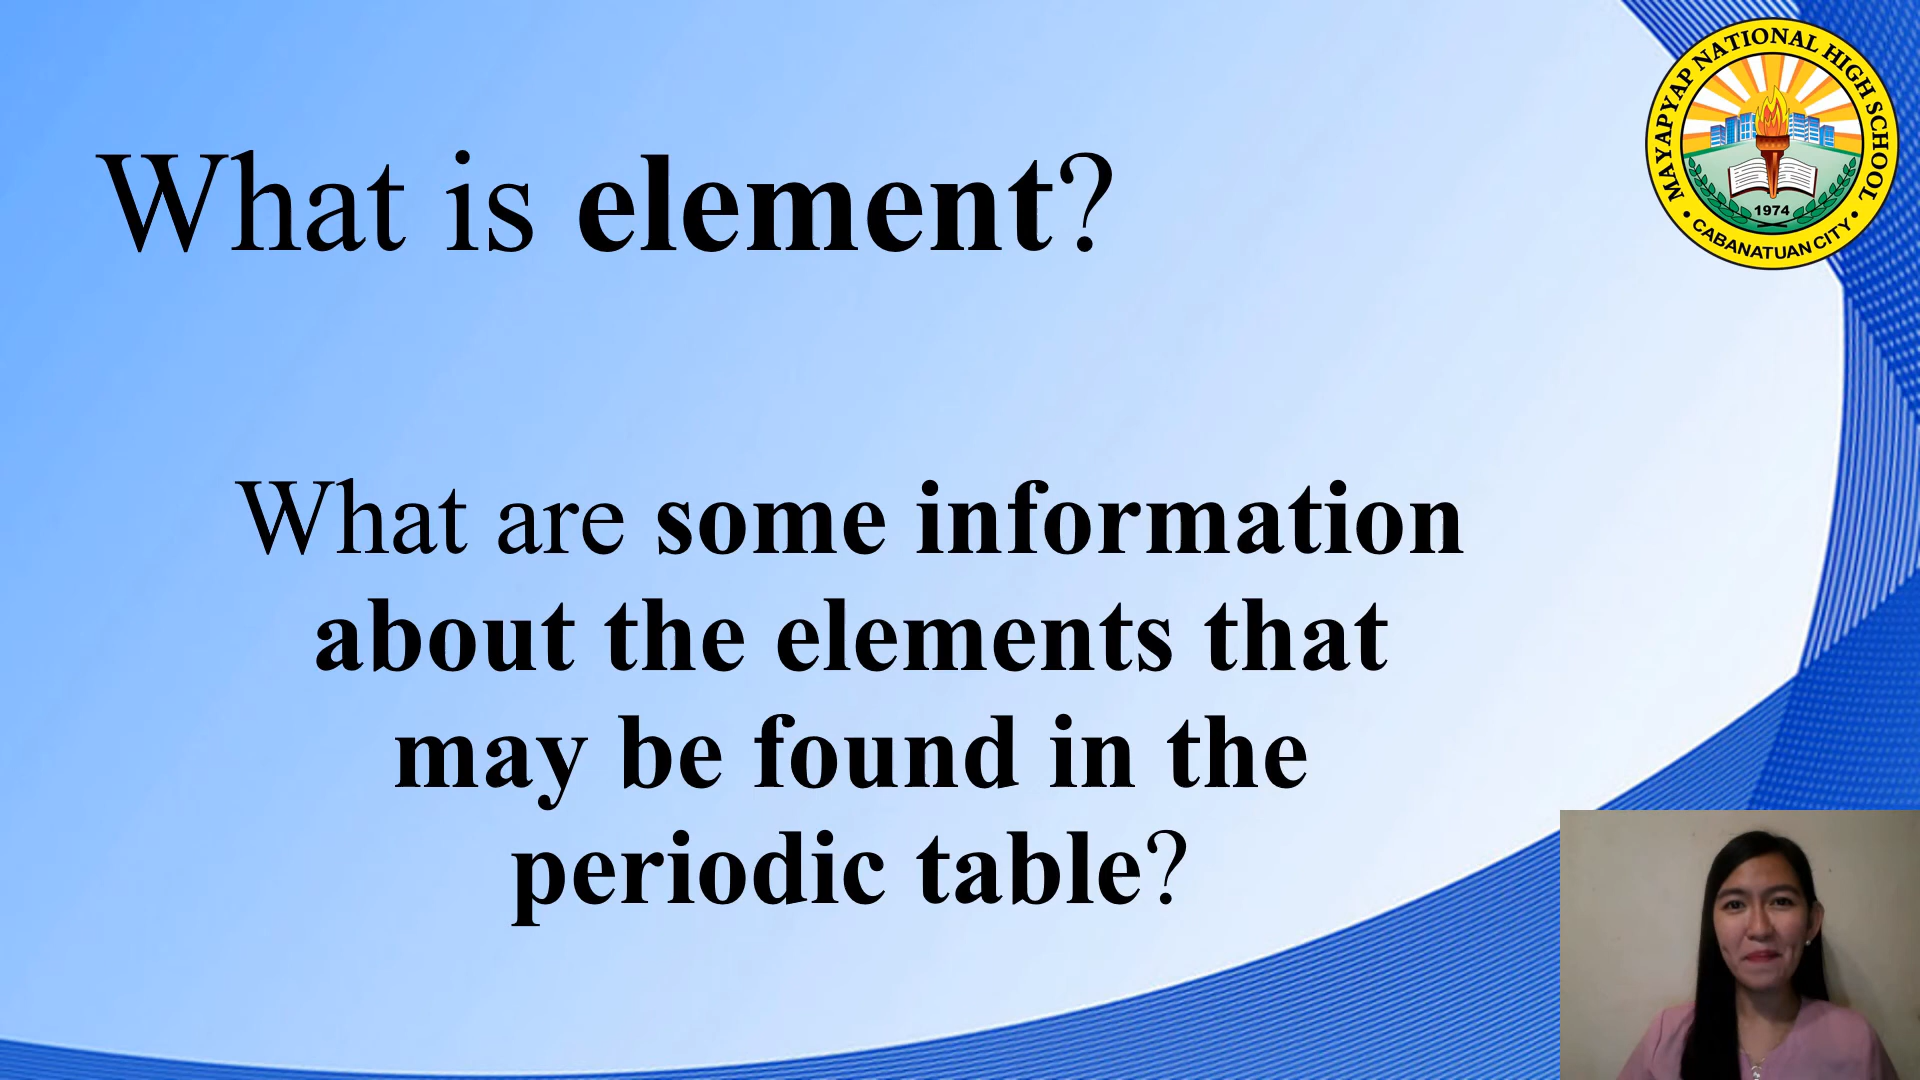 MAYAPYAP NATIONAL HIGH SCHOOL
1974
CABANATUAN CITY
What is element?
What are some information
about the elements that
may be found in the
periodic table?